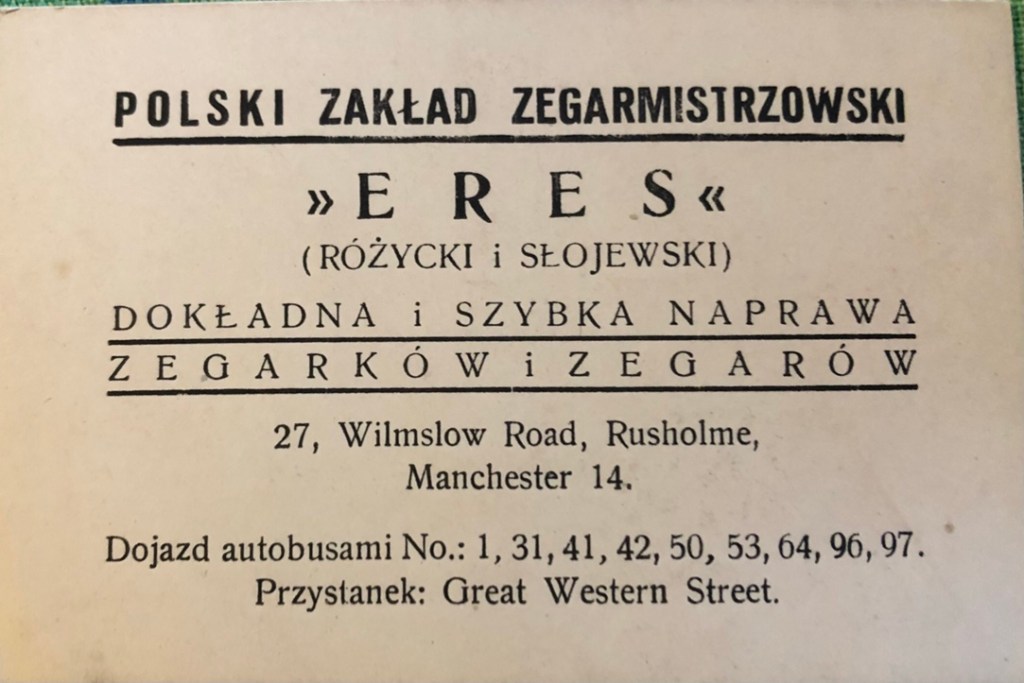 POLSKI ZAKŁAD ZEGARMISTRZOWSKI
»ERES«
(RÓŻYCKI i SŁOJEWSKI)
DOKŁADNA i SZYBKA NAPRAWA
ZEGARKÓW i ZEGARÓW
27, Wilmslow Road, Rusholme,
Manchester 14.
Dojazd autobusami No.: 1, 31, 41, 42, 50, 53, 64, 96, 97.
Przystanek: Great Western Street.